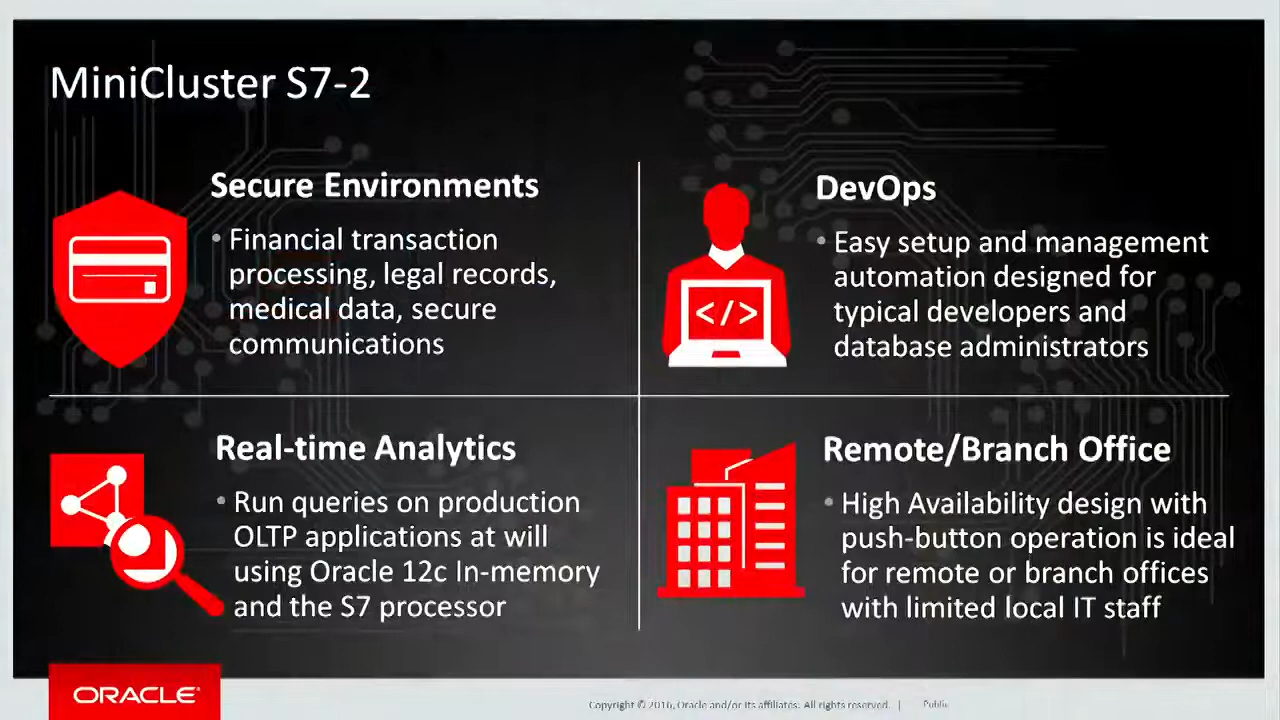 MiniCluster S7-2
Secure Environments
• Financial transaction
processing, legal records,
medical data, secure
communications
DevOps
</>
• Easy setup and management
automation designed for
typical developers and
database administrators
Real-time Analytics
• Run queries on production
OLTP applications at will
using Oracle 12c In-memory
and the S7 processor
Remote/Branch Office
• High Availability design with
push-button operation is ideal
for remote or branch offices
with limited local IT staff
ORACLE®
Copyright © 2016, Oracle and/or its affiliates. All rights reserved. |
Public